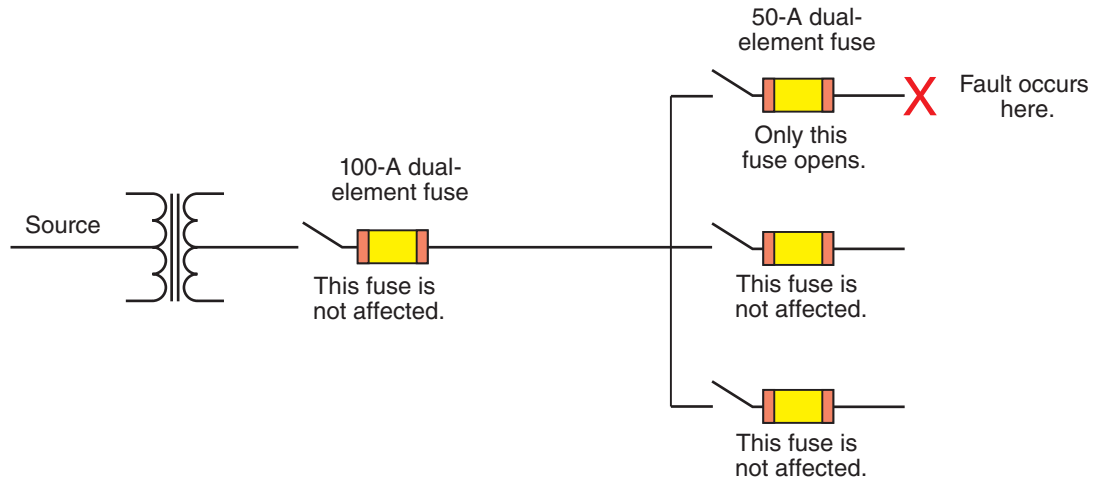 50-A dual-
element fuse
Fault occurs
here.
Only this
fuse opens.
100-A dual-
element fuse
Source
This fuse is
not affected.
This fuse is
not affected.
This fuse is
not affected.